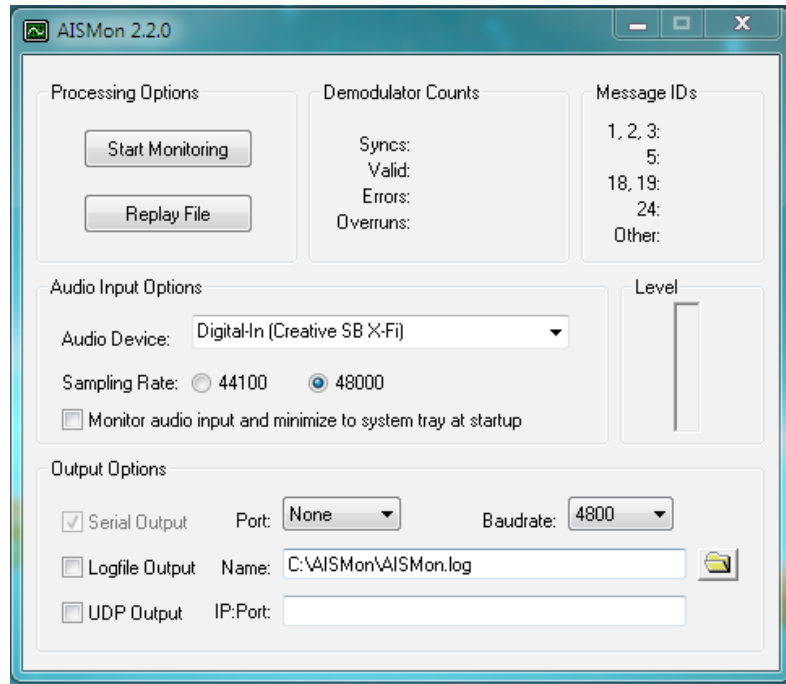 AISMon 2.2.0
Processing Options
Start Monitoring
Replay File
Demodulator Counts
Syncs:
Valid:
Errors:
Overruns:
Message IDs
1, 2, 3:
5:
18, 19:
24:
Other:
Audio Input Options
Audio Device: Digital-In (Creative SB X-Fi)
Sampling Rate: 44100 48000
Monitor audio input and minimize to system tray at startup
Level
Output Options
Serial Output Port: None Baudrate: 4800
Logfile Output Name: C:\AISMon\AISMon.log
UDP Output IP:Port: